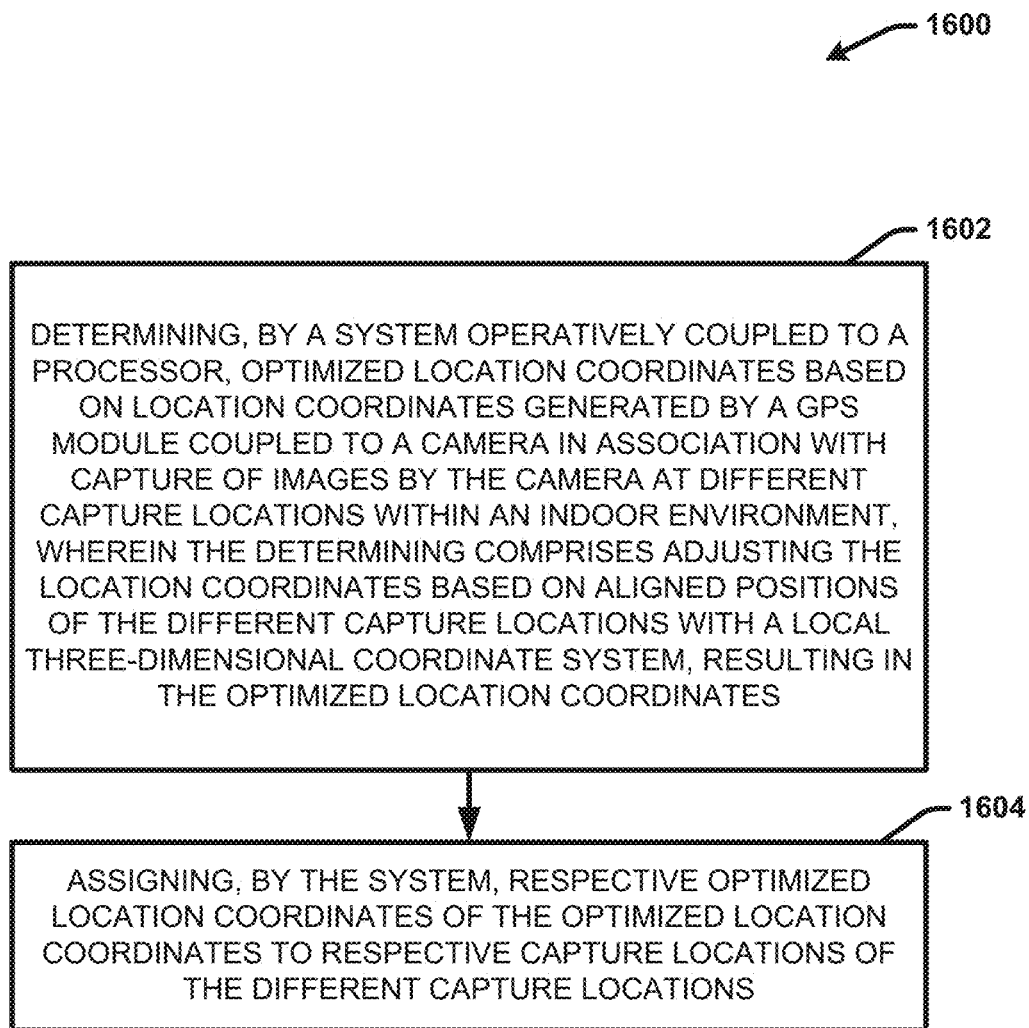 1600
1602
DETERMINING, BY A SYSTEM OPERATIVELY COUPLED TO A
PROCESSOR, OPTIMIZED LOCATION COORDINATES BASED
ON LOCATION COORDINATES GENERATED BY A GPS
MODULE COUPLED TO A CAMERA IN ASSOCIATION WITH
CAPTURE OF IMAGES BY THE CAMERA AT DIFFERENT
CAPTURE LOCATIONS WITHIN AN INDOOR ENVIRONMENT,
WHEREIN THE DETERMINING COMPRISES ADJUSTING THE
LOCATION COORDINATES BASED ON ALIGNED POSITIONS
OF THE DIFFERENT CAPTURE LOCATIONS WITH A LOCAL
THREE-DIMENSIONAL COORDINATE SYSTEM, RESULTING IN
THE OPTIMIZED LOCATION COORDINATES
1604
ASSIGNING, BY THE SYSTEM, RESPECTIVE OPTIMIZED
LOCATION COORDINATES OF THE OPTIMIZED LOCATION
COORDINATES TO RESPECTIVE CAPTURE LOCATIONS OF
THE DIFFERENT CAPTURE LOCATIONS